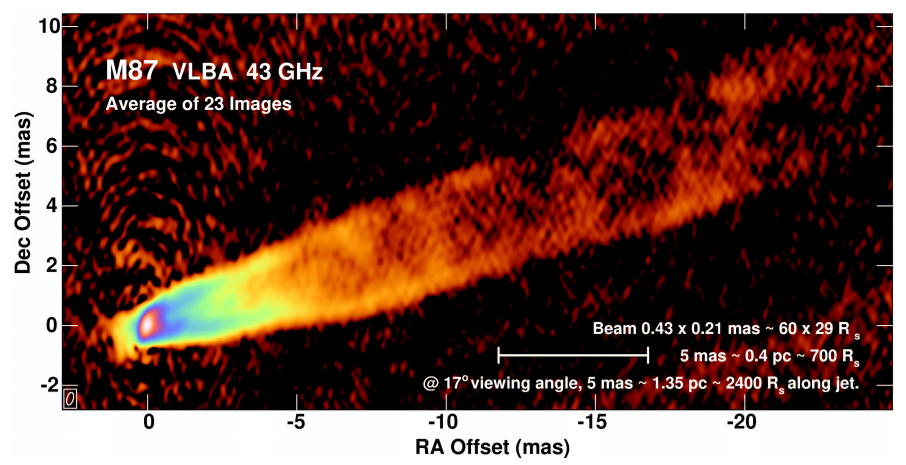 M87 VLBA 43 GHz
Average of 23 Images
10
8
6
4
2
0
-2
Dec Offset (mas)
Beam 0.43 x 0.21 mas ~ 60 x 29 Rs
5 mas ~ 0.4 pc ~ 700 Rs
@ 17° viewing angle, 5 mas ~ 1.35 pc ~ 2400 Rs along jet.
0
-5
-10
-15
-20
RA Offset (mas)